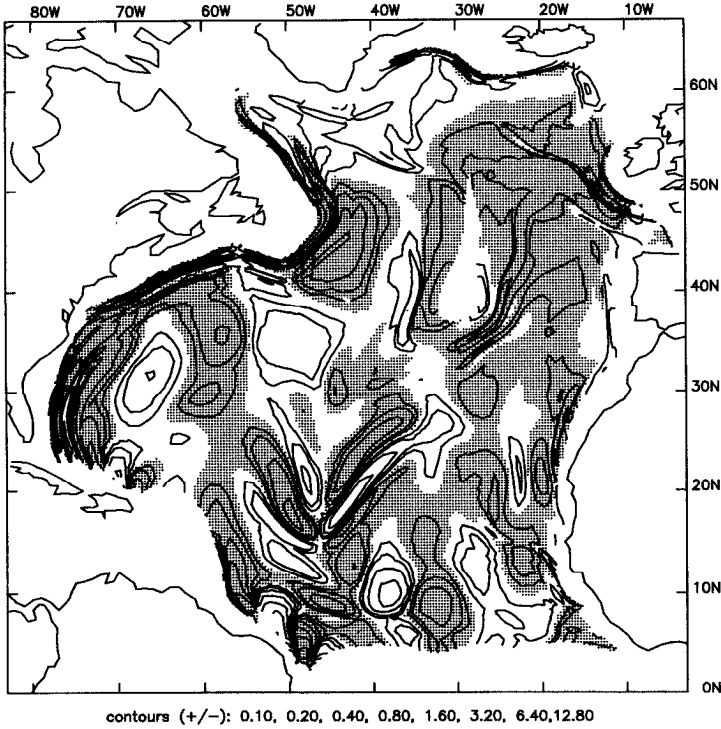 80W 70W 60W 50W 40W 30W 20W 10W
60N
50N
40N
30N
20N
10N
0N
contours (+/−): 0.10, 0.20, 0.40, 0.80, 1.60, 3.20, 6.40,12.80